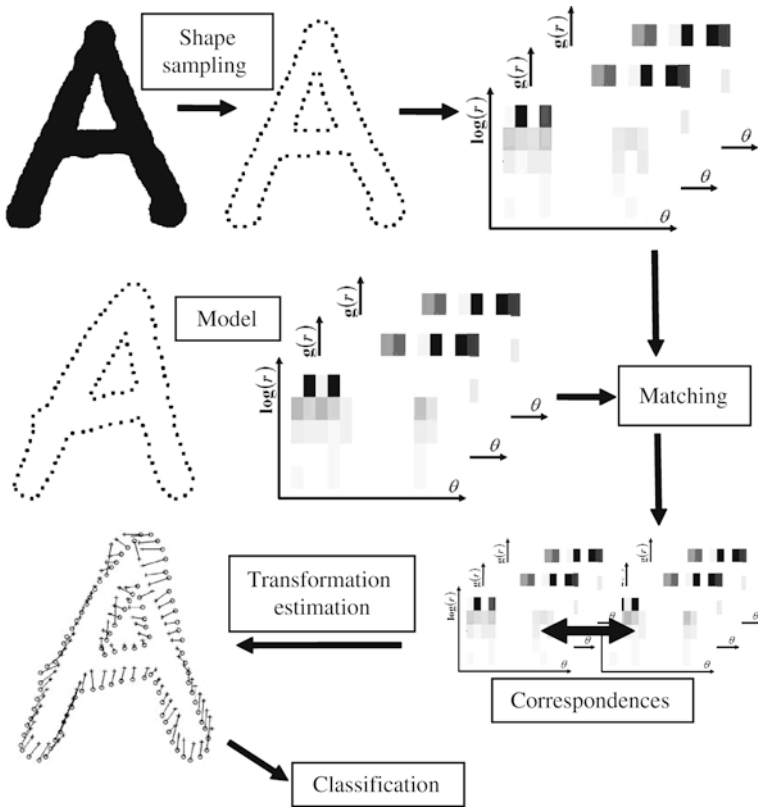 Shape
sampling
g(r)
g(r)
log(r)
θ
θ
θ
Model
g(r)
g(r)
log(r)
θ
θ
θ
Matching
Transformation
estimation
g(r)
g(r)
log(r)
θ
θ
θ
g(r)
θ
θ
θ
Correspondences
Classification